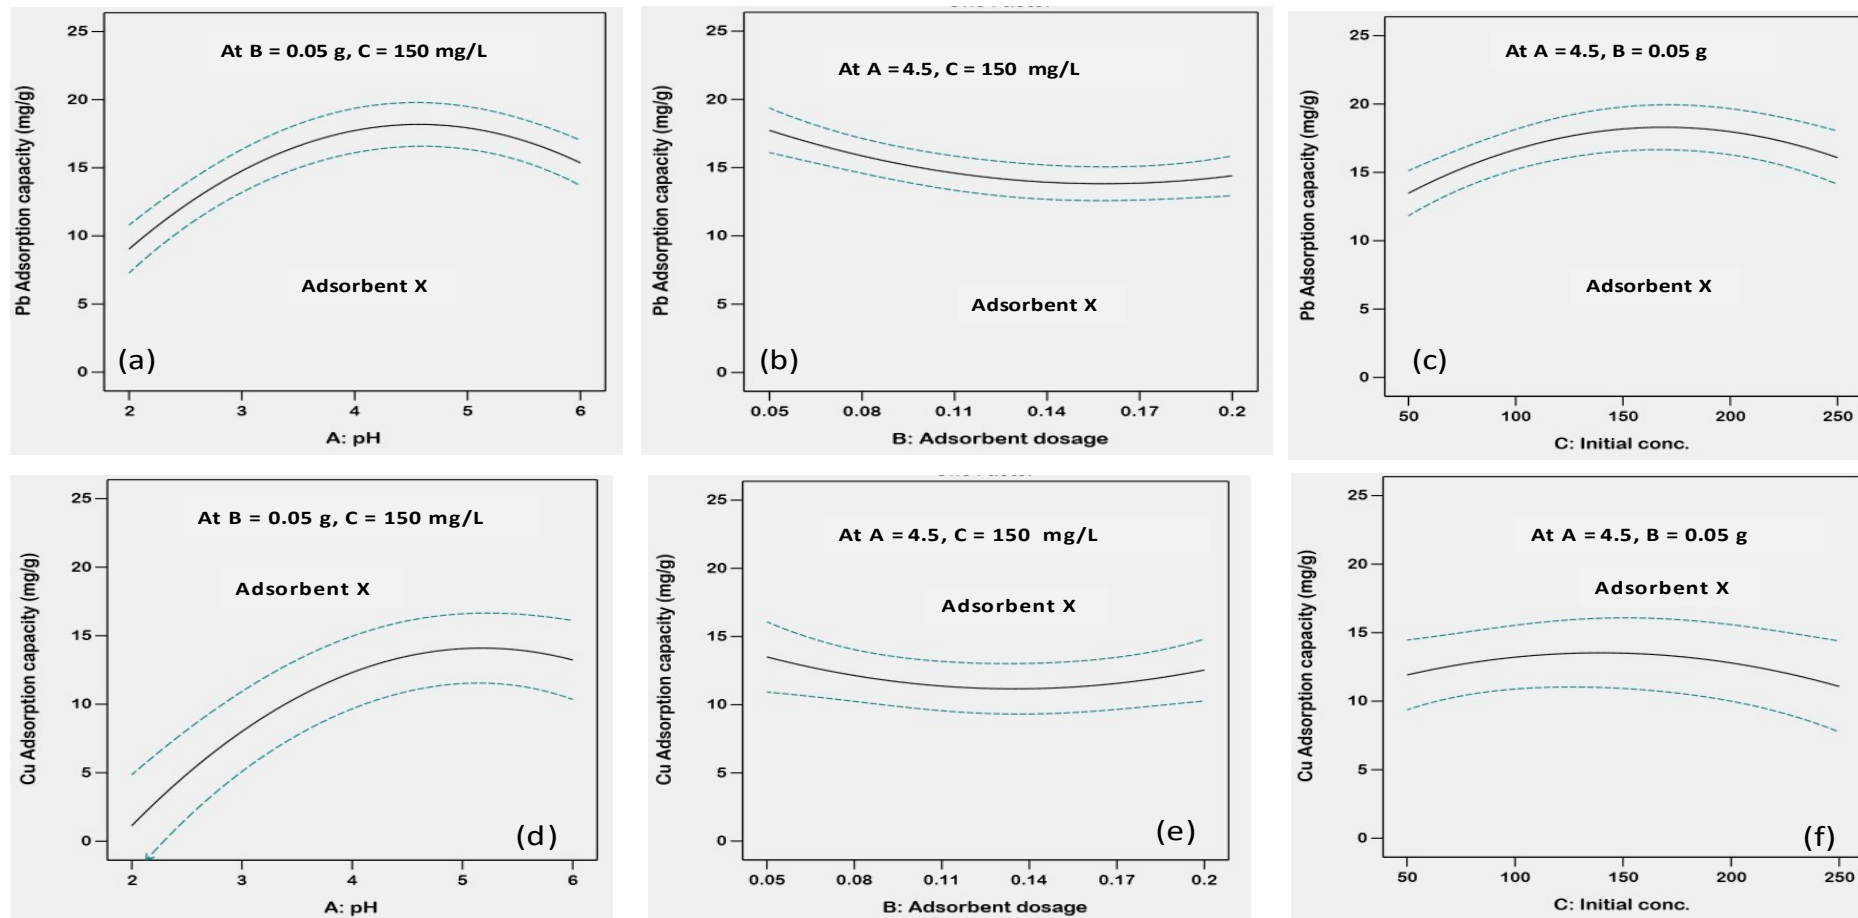 At B = 0.05 g, C = 150 mg/L
Pb Adsorption capacity (mg/g)
25
20
15
10
5
0
Adsorbent X
(a)
2 3 4 5 6
A: pH
At A = 4.5, C = 150 mg/L
Pb Adsorption capacity (mg/g)
25
20
15
10
5
0
Adsorbent X
(b)
0.05 0.08 0.11 0.14 0.17 0.2
B: Adsorbent dosage
At A = 4.5, B = 0.05 g
Pb Adsorption capacity (mg/g)
25
20
15
10
5
0
Adsorbent X
(c)
50 100 150 200 250
C: Initial conc.
At B = 0.05 g, C = 150 mg/L
Adsorbent X
Cu Adsorption capacity (mg/g)
25
20
15
10
5
0
(d)
2 3 4 5 6
A: pH
At A = 4.5, C = 150 mg/L
Adsorbent X
Cu Adsorption capacity (mg/g)
25
20
15
10
5
0
(e)
0.05 0.08 0.11 0.14 0.17 0.2
B: Adsorbent dosage
At A = 4.5, B = 0.05 g
Adsorbent X
Cu Adsorption capacity (mg/g)
25
20
15
10
5
0
(f)
50 100 150 200 250
C: Initial conc.